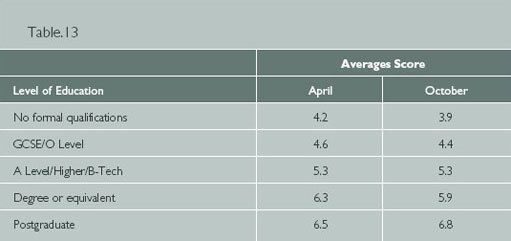 Table.13
Averages Score
Level of Education April October
No formal qualifications 4.2 3.9
GCSE/O Level 4.6 4.4
A Level/Higher/B-Tech 5.3 5.3
Degree or equivalent 6.3 5.9
Postgraduate 6.5 6.8